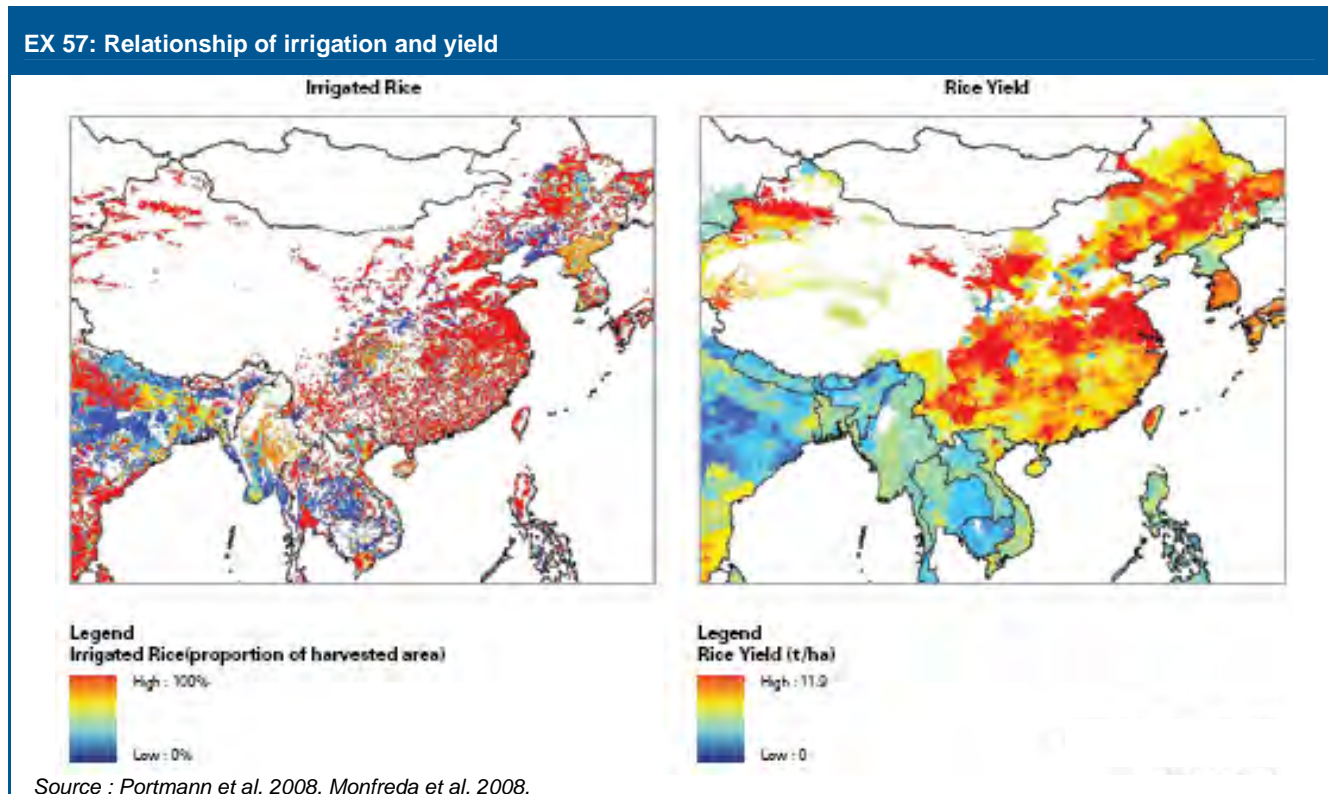 EX 57: Relationship of irrigation and yield
Irrigated Rice
Rice Yield
Legend
Irrigated Rice(proportion of harvested area)
High : 100%
Low : 0%
Legend
Rice Yield (t/ha)
High : 11.9
Low : 0
Source : Portmann et al. 2008, Monfreda et al. 2008.